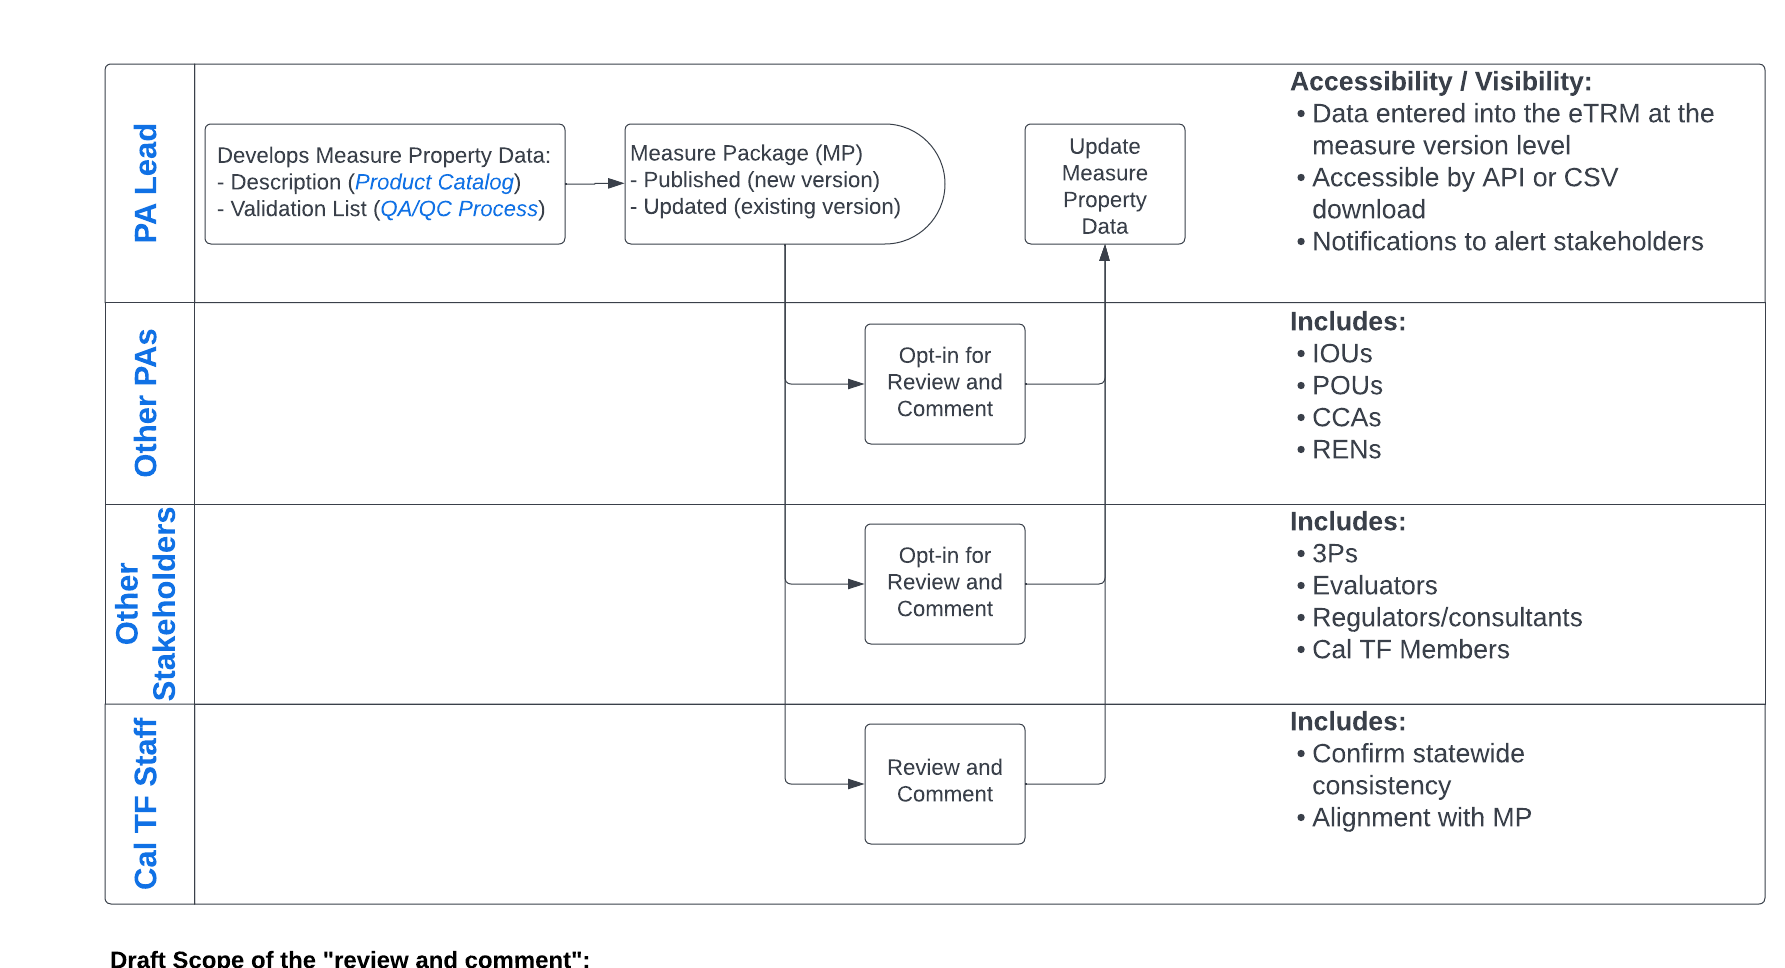 PA Lead
Develops Measure Property Data:
- Description (Product Catalog)
- Validation List (QA/QC Process)
Measure Package (MP)
- Published (new version)
- Updated (existing version)
Update
Measure
Property
Data
Accessibility / Visibility:
• Data entered into the eTRM at the
measure version level
• Accessible by API or CSV
download
• Notifications to alert stakeholders
Other PAs
Opt-in for
Review and
Comment
Includes:
• IOUs
• POUs
• CCAs
• RENs
Other
Stakeholders
Opt-in for
Review and
Comment
Includes:
• 3Ps
• Evaluators
• Regulators/consultants
• Cal TF Members
Cal TF Staff
Review and
Comment
Includes:
• Confirm statewide
consistency
• Alignment with MP
Draft Scope of the "review and comment":